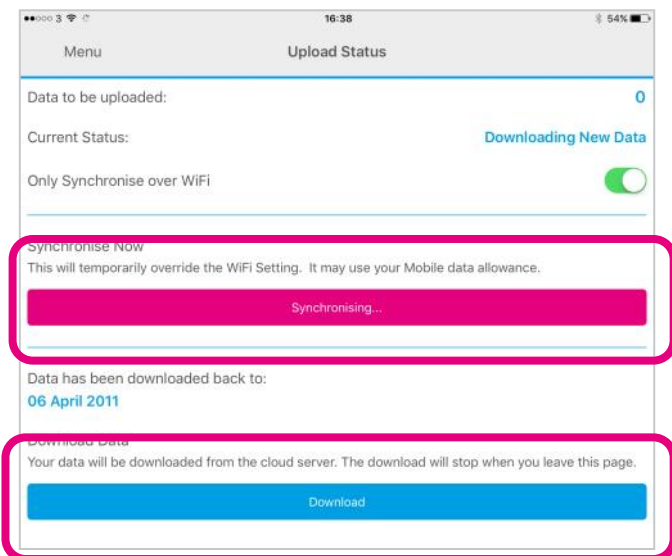 3 16:38 54%
Menu Upload Status
Data to be uploaded: 0
Current Status: Downloading New Data
Only Synchronise over WiFi
Synchronise Now
This will temporarily override the WiFi Setting. It may use your Mobile data allowance.
Synchronising...
Data has been downloaded back to:
06 April 2011
Download Data
Your data will be downloaded from the cloud server. The download will stop when you leave this page.
Download